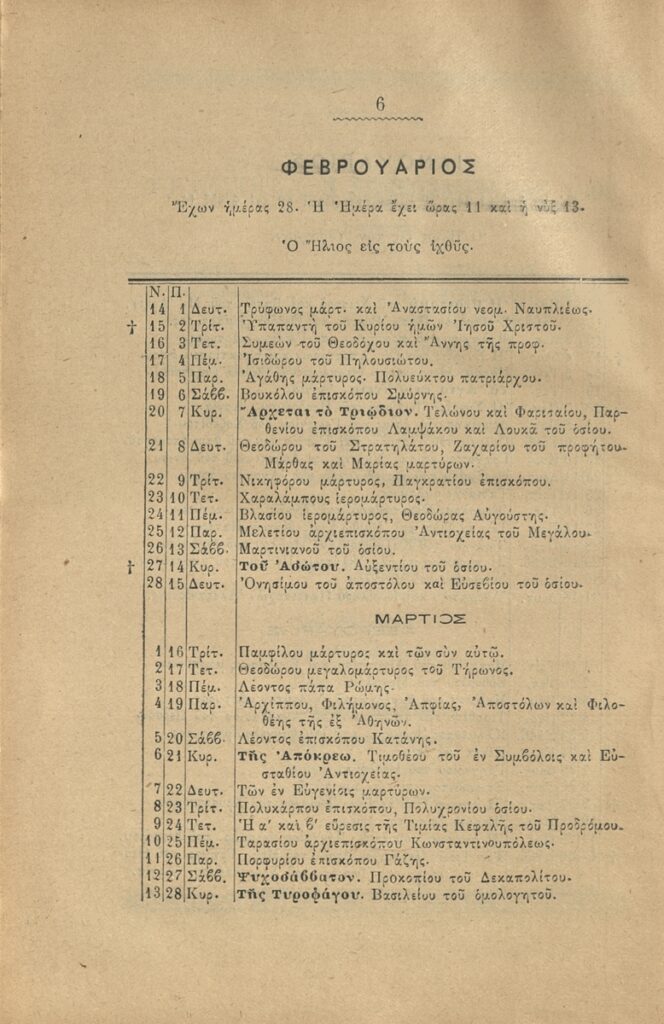 6
ΦΕΒΡΟΥΑΡΙΟΣ
Ἔχων ἡμέρας 28. Ἡ Ἡμέρα ἔχει ὥρας 11 καὶ ἡ νὺξ 13.
Ὁ Ἥλιος εἰς τοὺς ἰχθῦς.
Ν. Π.
14 1 Δευτ. Τρύφωνος μάρτ. καὶ Ἀναστασίου νεομ. Ναυπλιέως.
† 15 2 Τρίτ. Ὑπαπαντὴ τοῦ Κυρίου ἡμῶν Ἰησοῦ Χριστοῦ.
16 3 Τετ. Συμεὼν τοῦ Θεοδόχου καὶ Ἄννης τῆς προφ.
17 4 Πέμ. Ἰσιδώρου τοῦ Πηλουσιώτου.
18 5 Παρ. Ἀγάθης μάρτυρος. Πολυεύκτου πατριάρχου.
19 6 Σάββ. Βουκόλου ἐπισκόπου Σμύρνης.
20 7 Κυρ. Ἄρχεται τὸ Τριῴδιον. Τελώνου καὶ Φαρισαίου, Παρ-
θενίου ἐπισκόπου Λαμψάκου καὶ Λουκᾶ τοῦ ὁσίου.
21 8 Δευτ. Θεοδώρου τοῦ Στρατηλάτου, Ζαχαρίου τοῦ προφήτου.
Μάρθας καὶ Μαρίας μαρτύρων.
22 9 Τρίτ. Νικηφόρου μάρτυρος, Παγκρατίου ἐπισκόπου.
23 10 Τετ. Χαραλάμπους ἱερομάρτυρος.
24 11 Πέμ. Βλασίου ἱερομάρτυρος, Θεοδώρας Αὐγούστης.
25 12 Παρ. Μελετίου ἀρχιεπισκόπου Ἀντιοχείας τοῦ Μεγάλου.
26 13 Σάββ. Μαρτινιανοῦ τοῦ ὁσίου.
† 27 14 Κυρ. Τοῦ Ἀσώτου. Αὐξεντίου τοῦ ὁσίου.
28 15 Δευτ. Ὀνησίμου τοῦ ἀποστόλου καὶ Εὐσεβίου τοῦ ὁσίου.
ΜΑΡΤΙΟΣ
1 16 Τρίτ. Παμφίλου μάρτυρος καὶ τῶν σὺν αὐτῷ.
2 17 Τετ. Θεοδώρου μεγαλομάρτυρος τοῦ Τήρωνος.
3 18 Πέμ. Λέοντος πάπα Ρώμης.
4 19 Παρ. Ἀρχίππου, Φιλήμονος, Ἀπφίας, Ἀποστόλων καὶ Φιλο-
θέης τῆς ἐξ Ἀθηνῶν.
5 20 Σάββ. Λέοντος ἐπισκόπου Κατάνης.
6 21 Κυρ. Τῆς Ἀπόκρεω. Τιμοθέου τοῦ ἐν Συμβόλοις καὶ Εὐ-
σταθίου Ἀντιοχείας.
7 22 Δευτ. Τῶν ἐν Εὐγενίοις μαρτύρων.
8 23 Τρίτ. Πολυκάρπου ἐπισκόπου, Πολυχρονίου ὁσίου.
9 24 Τετ. Ἡ α' καὶ β' εὕρεσις τῆς Τιμίας Κεφαλῆς τοῦ Προδρόμου.
10 25 Πέμ. Ταρασίου ἀρχιεπισκόπου Κωνσταντινουπόλεως.
11 26 Παρ. Πορφυρίου ἐπισκόπου Γάζης.
12 27 Σάββ. Ψυχοσάββατον. Προκοπίου τοῦ Δεκαπολίτου.
13 28 Κυρ. Τῆς Τυροφάγου. Βασιλείου τοῦ ὁμολογητοῦ.